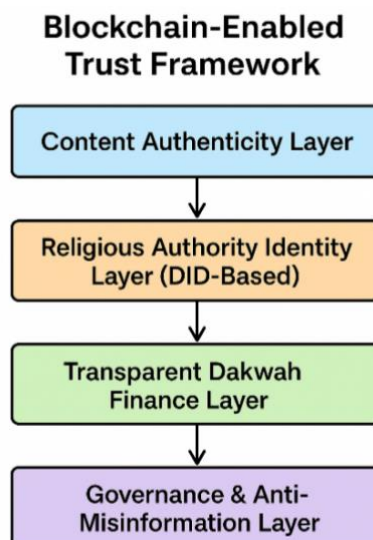 Blockchain-Enabled
Trust Framework
Content Authenticity Layer
Religious Authority Identity
Layer (DID-Based)
Transparent Dakwah
Finance Layer
Governance & Anti-
Misinformation Layer